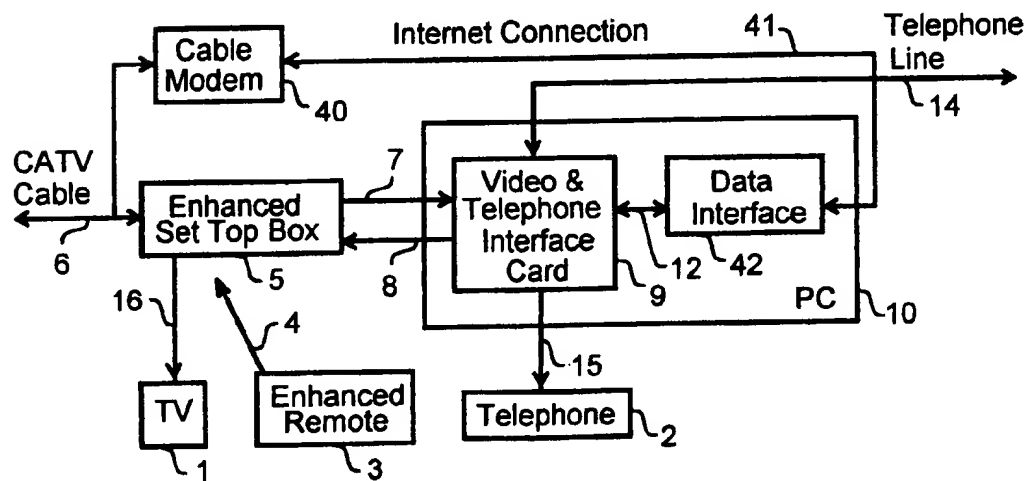 Cable
Modem
40
Internet Connection
41
Telephone
Line
14
CATV
Cable
6
Enhanced
Set Top Box
5
7
8
Video &
Telephone
Interface
Card
9
12
Data
Interface
42
PC
10
16
4
15
TV
1
Enhanced
Remote
3
Telephone
2